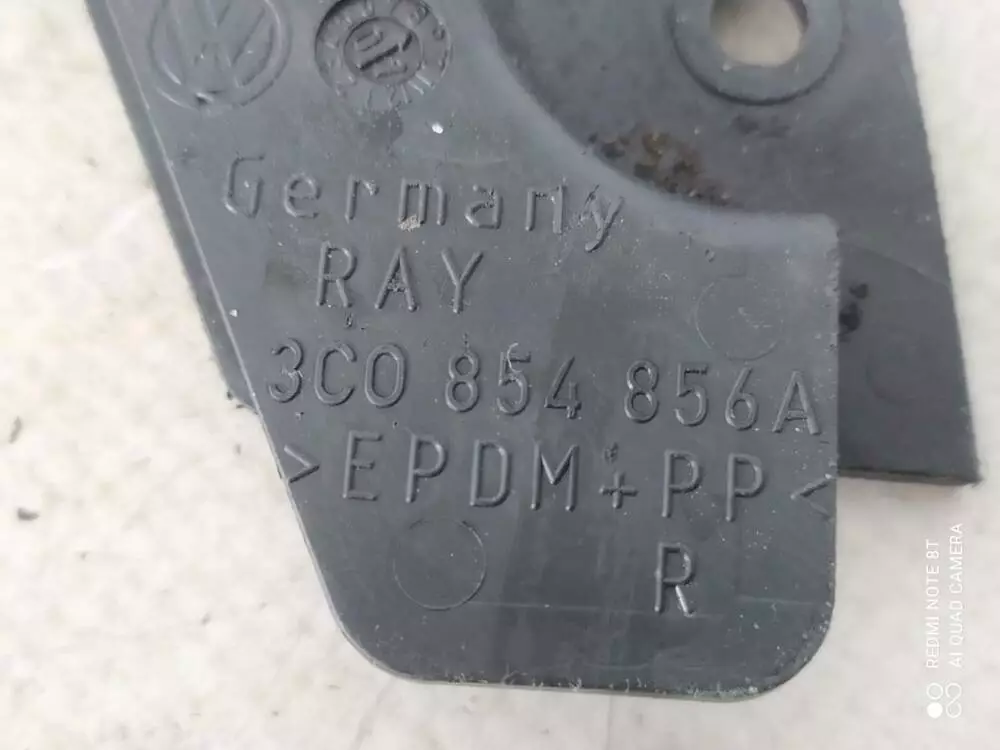 Germany
RAY
3C0 854 856A
>EPDM+PP<
R
REDMI NOTE 8T
AI QUAD CAMERA